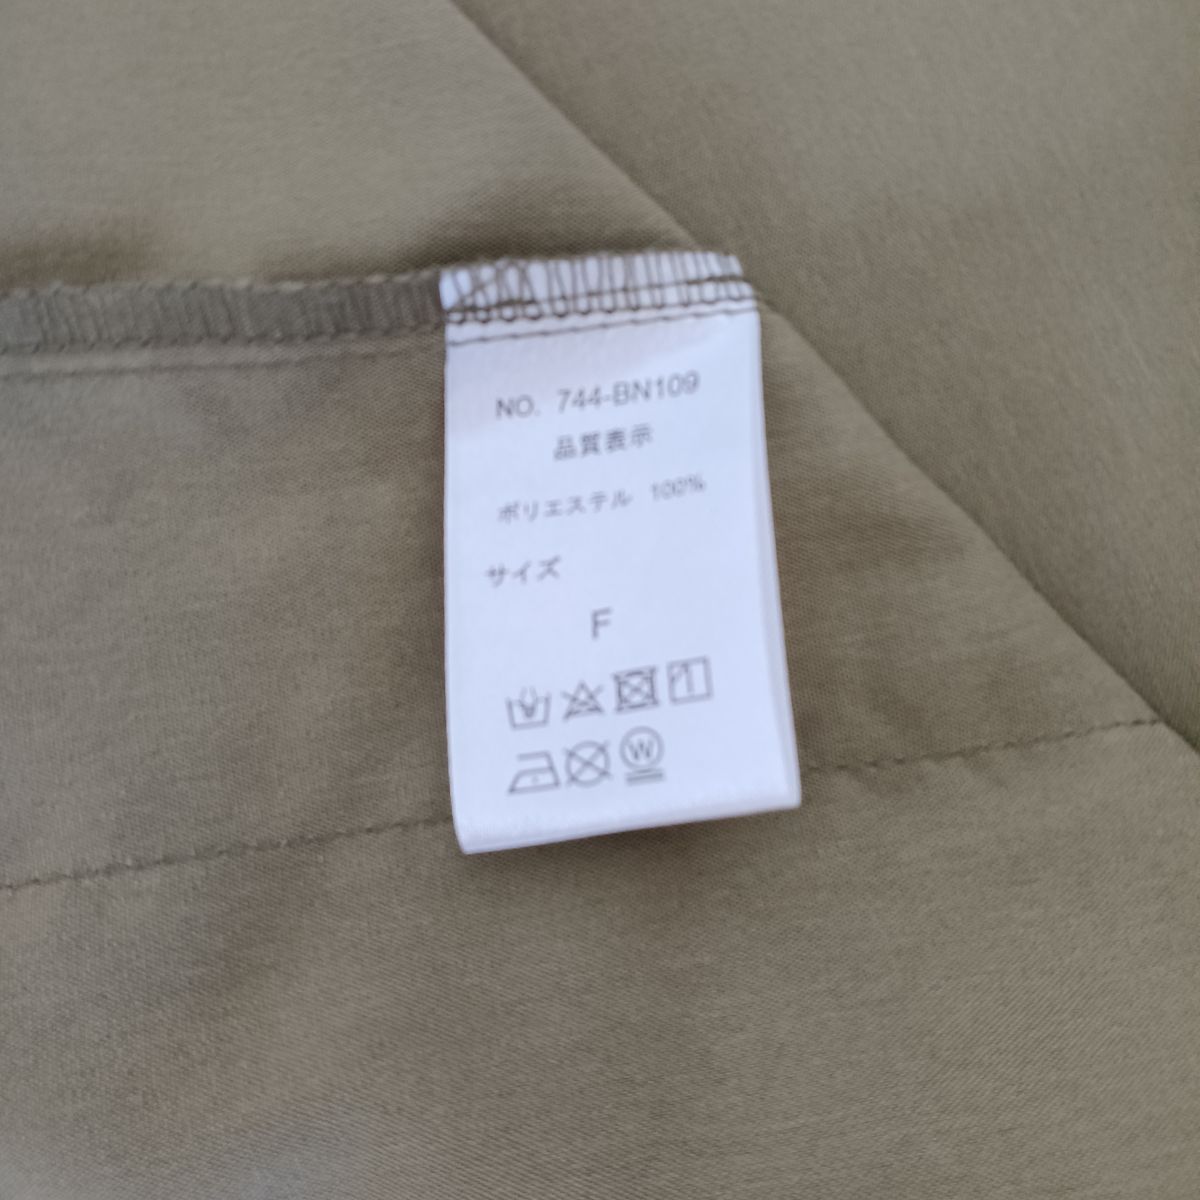 NO. 744-BN109
品質表示
ポリエステル 100%
サイズ
F
W